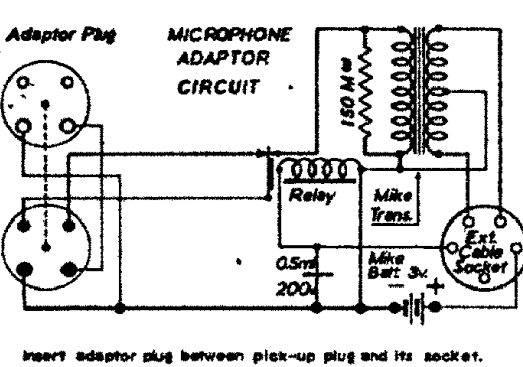 Adaptor Plug
MICROPHONE
ADAPTOR
CIRCUIT
150 M
Relay
Mike
Trans.
Ext.
Cable
Socket
0.5mf
200v
Mike
Batt 3v.
− +
Insert adaptor plug between pick-up plug and its socket.